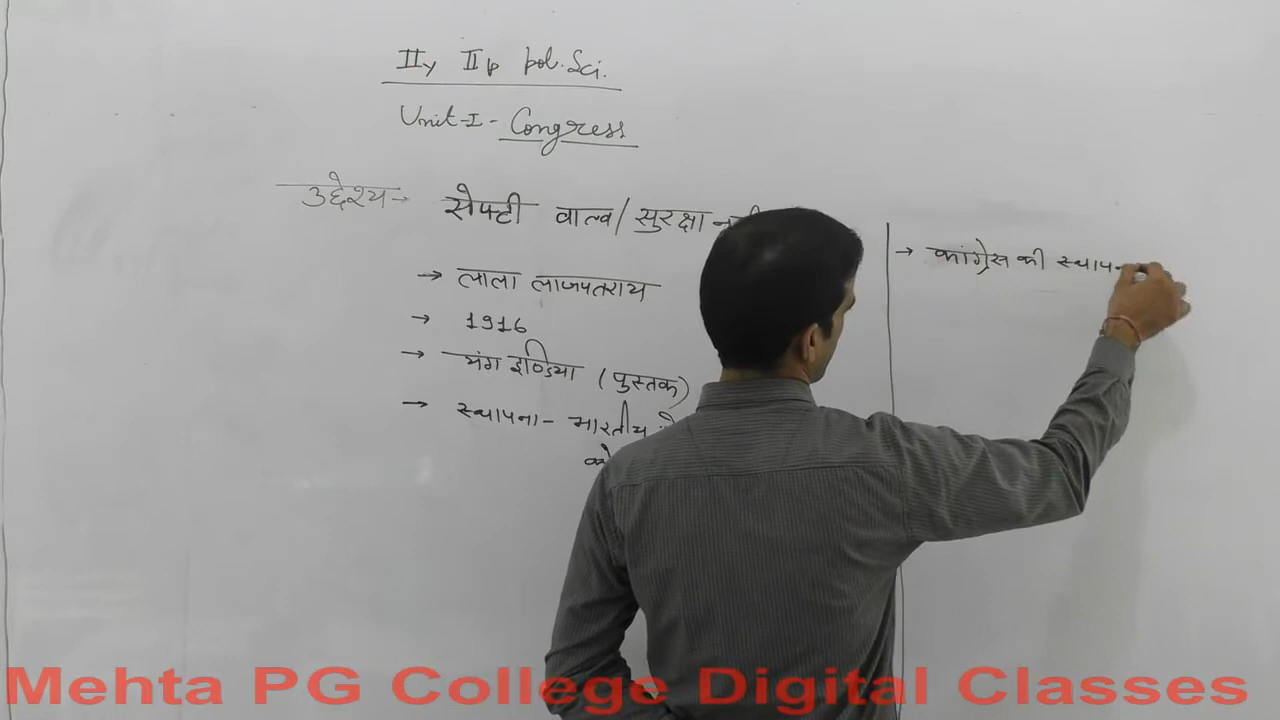 IIy IIp pol. Sci.
Unit-I- Congress
उद्देश्य→ सेफ्टी वाल्व/सुरक्षा
→ लाला लाजपतराय
→ 1916
→ यंग इण्डिया (पुस्तक)
→ स्थापना- भारतीय
→ कांग्रेस की
Mehta PG College Digital Classes